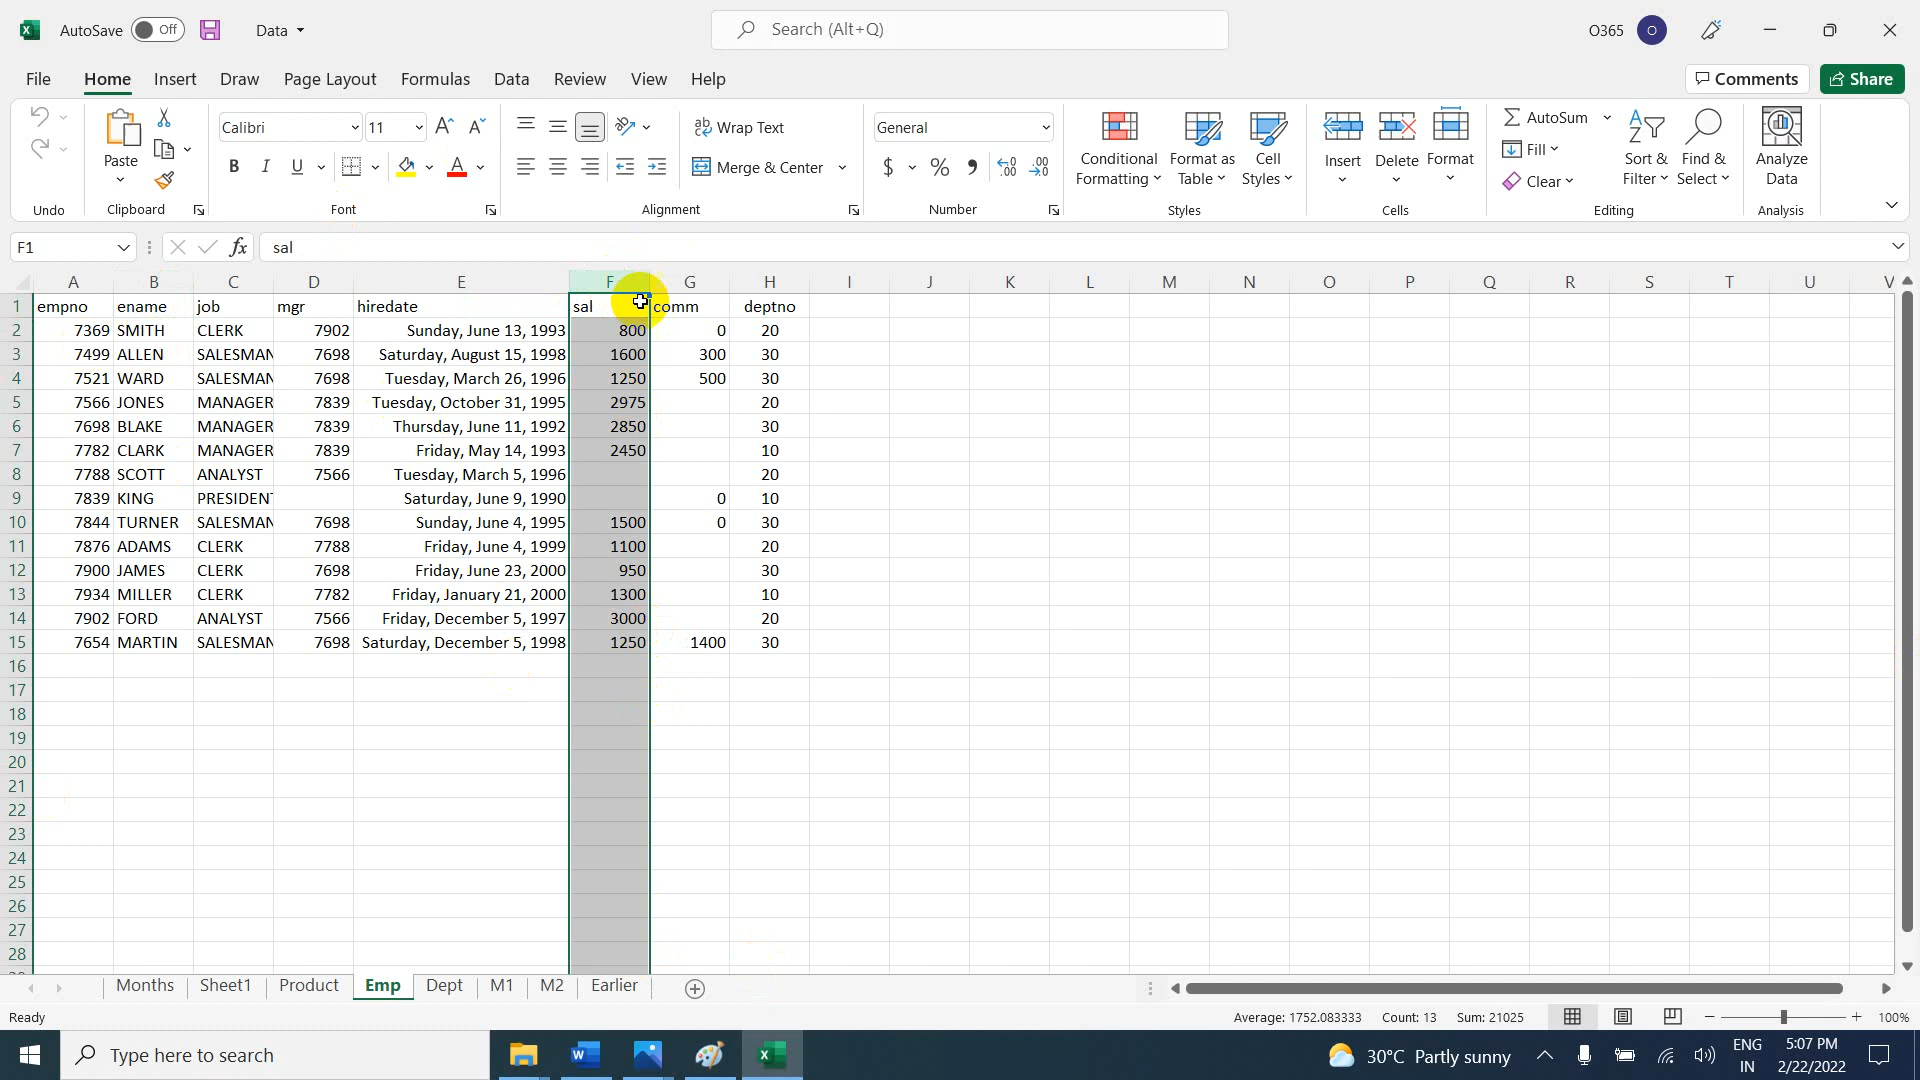 AutoSave Off Data Search (Alt+Q) O365 O
File Home Insert Draw Page Layout Formulas Data Review View Help Comments Share
Calibri 11 ab Wrap Text General AutoSum
Paste B I U A Merge & Center $ % Conditional Formatting Format as Table Cell Styles Insert Delete Format Fill Clear Sort & Filter Find & Select Analyze Data
Undo Clipboard Font Alignment Number Styles Cells Editing Analysis
F1 fx sal
A B C D E F G H I J K L M N O P Q R S T U V
1 empno ename job mgr hiredate sal comm deptno
2 7369 SMITH CLERK 7902 Sunday, June 13, 1993 800 0 20
3 7499 ALLEN SALESMAN 7698 Saturday, August 15, 1998 1600 300 30
4 7521 WARD SALESMAN 7698 Tuesday, March 26, 1996 1250 500 30
5 7566 JONES MANAGER 7839 Tuesday, October 31, 1995 2975 20
6 7698 BLAKE MANAGER 7839 Thursday, June 11, 1992 2850 30
7 7782 CLARK MANAGER 7839 Friday, May 14, 1993 2450 10
8 7788 SCOTT ANALYST 7566 Tuesday, March 5, 1996 20
9 7839 KING PRESIDENT Saturday, June 9, 1990 0 10
10 7844 TURNER SALESMAN 7698 Sunday, June 4, 1995 1500 0 30
11 7876 ADAMS CLERK 7788 Friday, June 4, 1999 1100 20
12 7900 JAMES CLERK 7698 Friday, June 23, 2000 950 30
13 7934 MILLER CLERK 7782 Friday, January 21, 2000 1300 10
14 7902 FORD ANALYST 7566 Friday, December 5, 1997 3000 20
15 7654 MARTIN SALESMAN 7698 Saturday, December 5, 1998 1250 1400 30
16
17
18
19
20
21
22
23
24
25
26
27
28
Months Sheet1 Product Emp Dept M1 M2 Earlier
Ready Average: 1752.083333 Count: 13 Sum: 21025 100%
Type here to search 30°C Partly sunny ENG IN 5:07 PM 2/22/2022